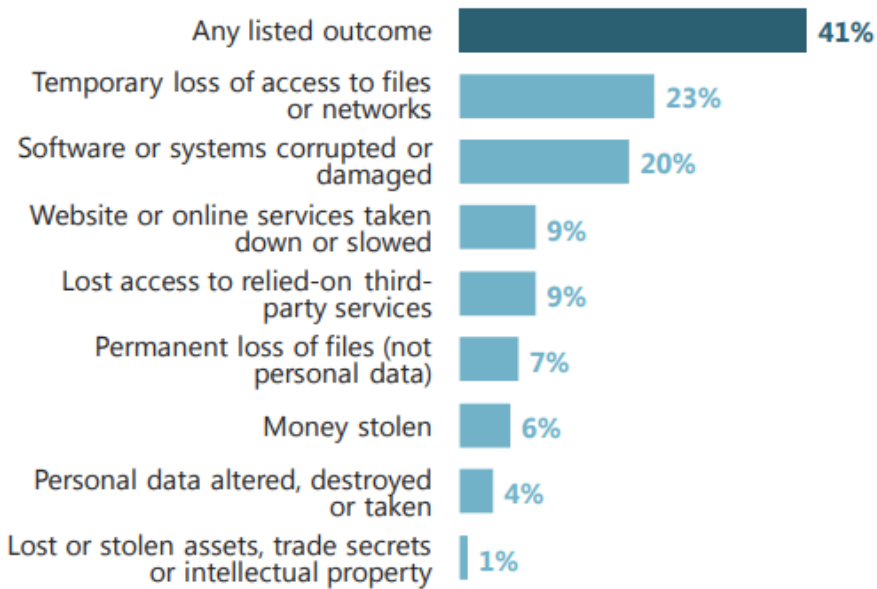 Any listed outcome 41%
Temporary loss of access to files
or networks 23%
Software or systems corrupted or
damaged 20%
Website or online services taken
down or slowed 9%
Lost access to relied-on third-
party services 9%
Permanent loss of files (not
personal data) 7%
Money stolen 6%
Personal data altered, destroyed
or taken 4%
Lost or stolen assets, trade secrets
or intellectual property 1%